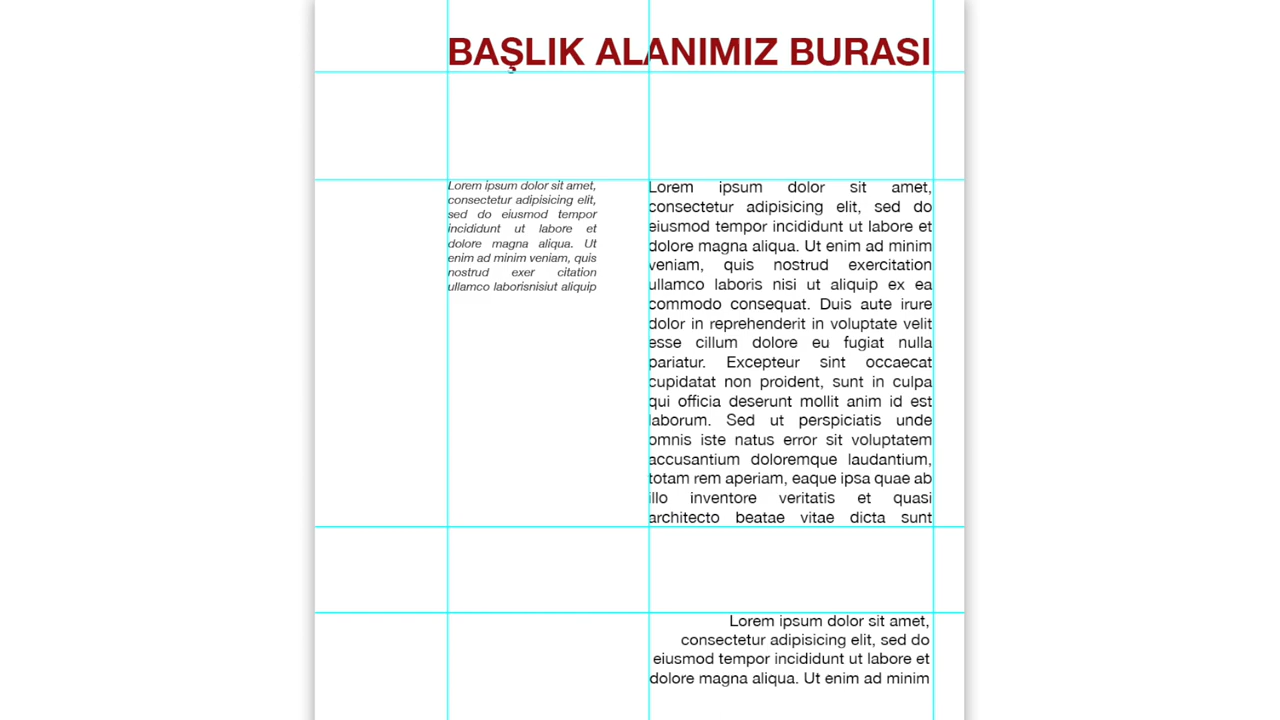 BAŞLIK ALANIMIZ BURASI
Lorem ipsum dolor sit amet,
consectetur adipisicing elit,
sed do eiusmod tempor
incididunt ut labore et
dolore magna aliqua. Ut
enim ad minim veniam, quis
nostrud exer citation
ullamco laborisnisiut aliquip
Lorem ipsum dolor sit amet,
consectetur adipisicing elit, sed do
eiusmod tempor incididunt ut labore et
dolore magna aliqua. Ut enim ad minim
veniam, quis nostrud exercitation
ullamco laboris nisi ut aliquip ex ea
commodo consequat. Duis aute irure
dolor in reprehenderit in voluptate velit
esse cillum dolore eu fugiat nulla
pariatur. Excepteur sint occaecat
cupidatat non proident, sunt in culpa
qui officia deserunt mollit anim id est
laborum. Sed ut perspiciatis unde
omnis iste natus error sit voluptatem
accusantium doloremque laudantium,
totam rem aperiam, eaque ipsa quae ab
illo inventore veritatis et quasi
architecto beatae vitae dicta sunt
Lorem ipsum dolor sit amet,
consectetur adipisicing elit, sed do
eiusmod tempor incididunt ut labore et
dolore magna aliqua. Ut enim ad minim